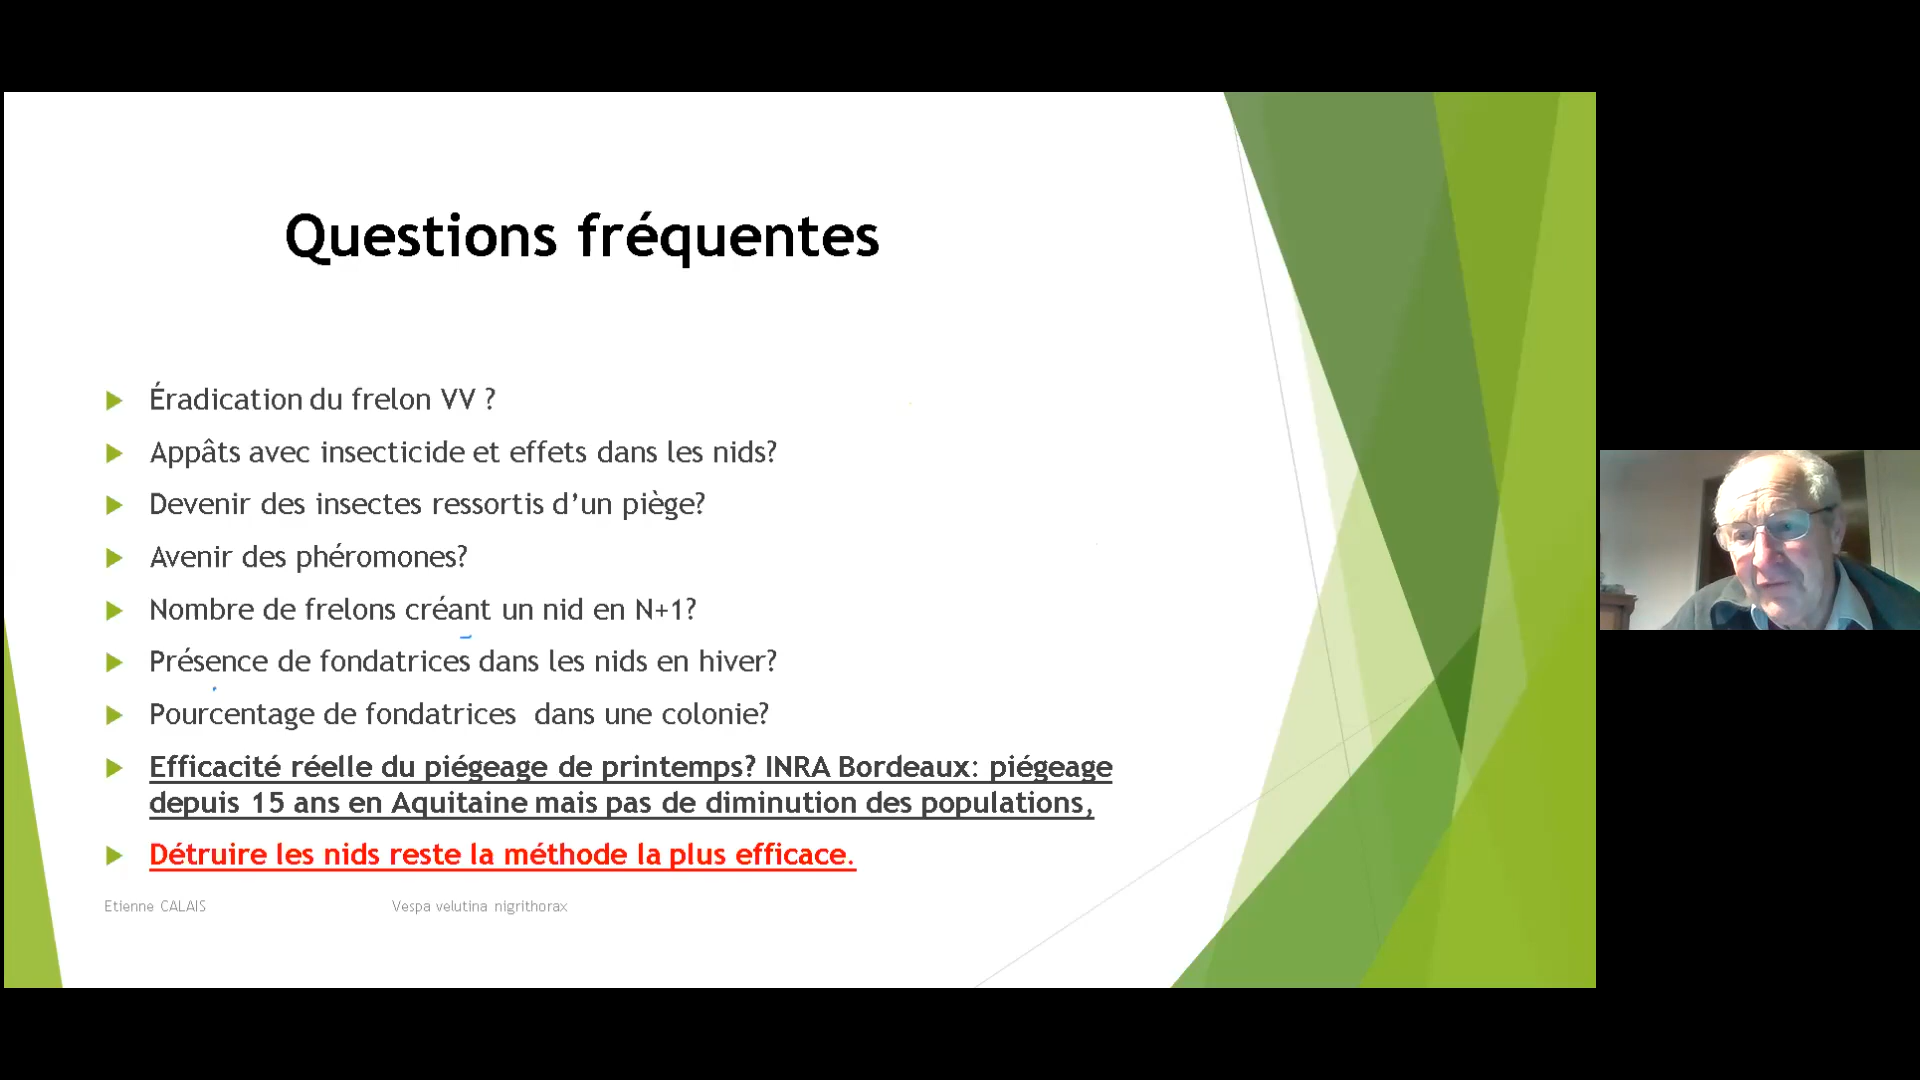 Questions fréquentes
Éradication du frelon VV ?
Appâts avec insecticide et effets dans les nids?
Devenir des insectes ressortis d’un piège?
Avenir des phéromones?
Nombre de frelons créant un nid en N+1?
Présence de fondatrices dans les nids en hiver?
Pourcentage de fondatrices dans une colonie?
Efficacité réelle du piégeage de printemps? INRA Bordeaux: piégeage
depuis 15 ans en Aquitaine mais pas de diminution des populations,
Détruire les nids reste la méthode la plus efficace.
Etienne CALAIS
Vespa velutina nigrithorax